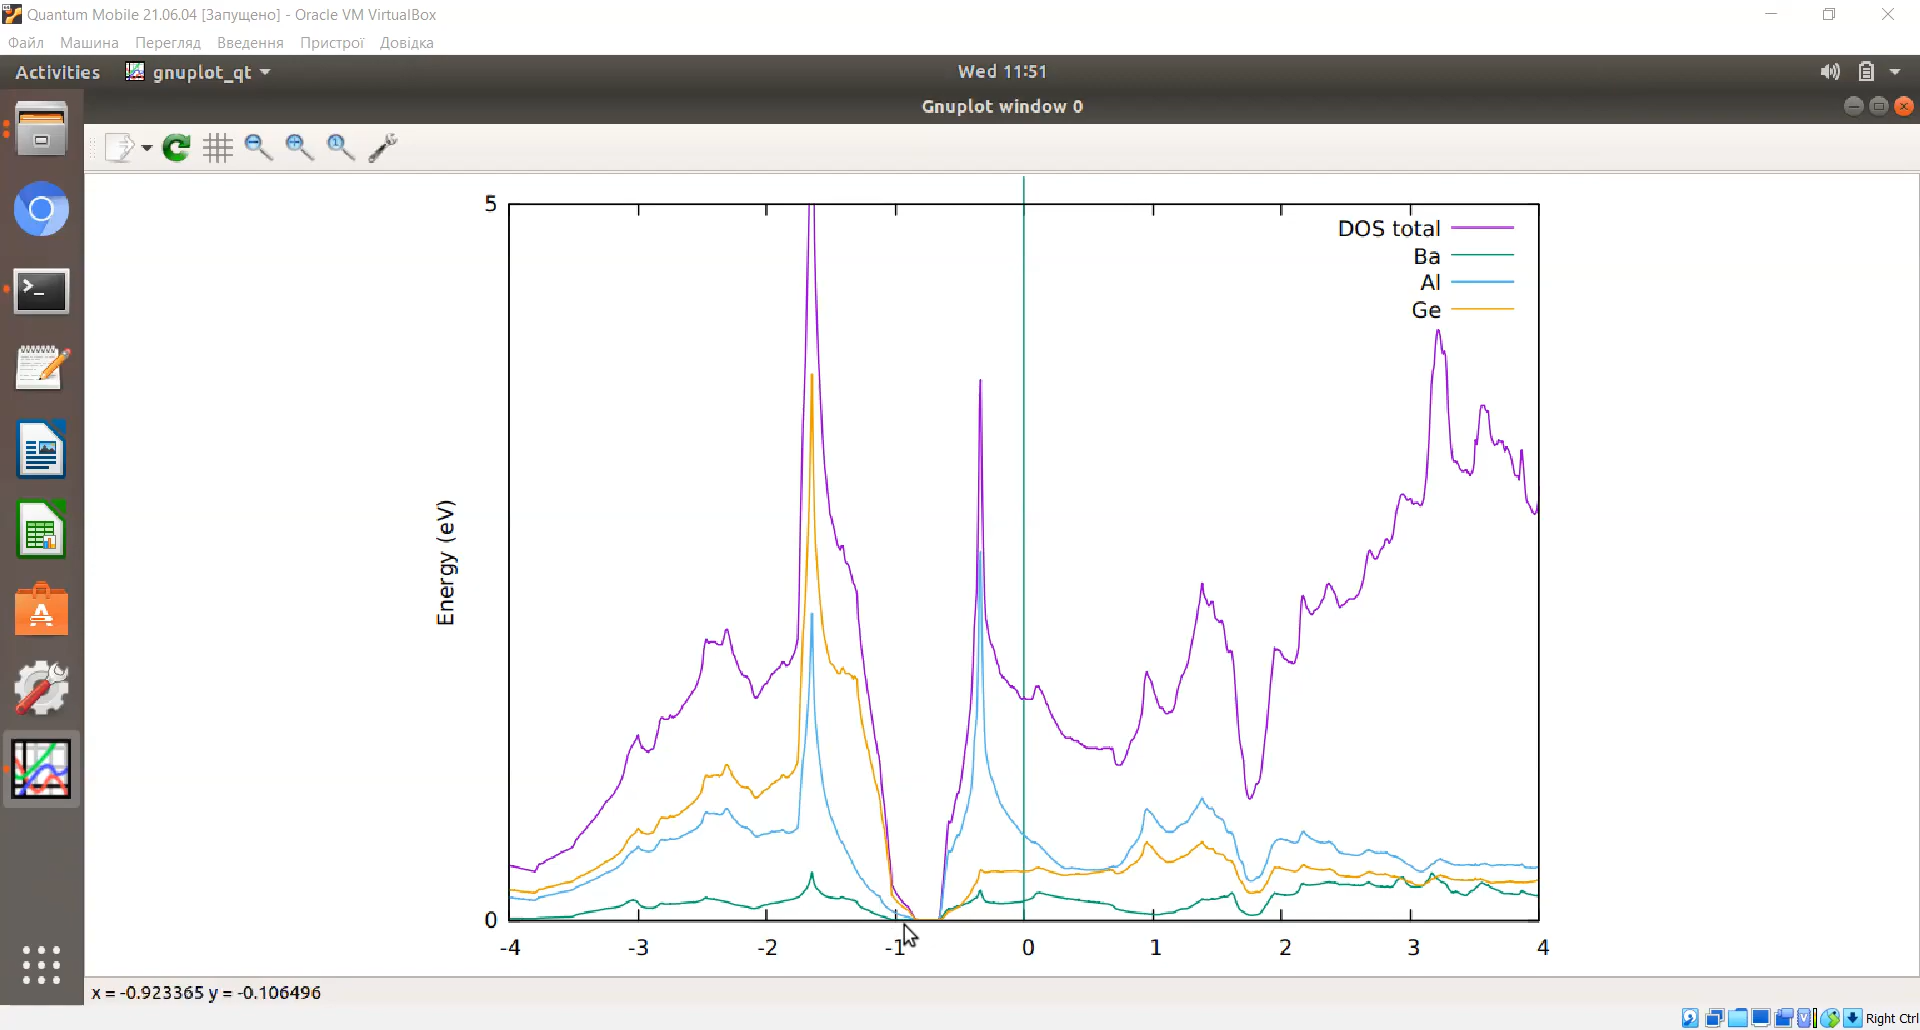 Quantum Mobile 21.06.04 [Запущено] - Oracle VM VirtualBox
Файл Машина Перегляд Введення Пристрої Довідка
Activities gnuplot_qt Wed 11:51
Gnuplot window 0
5
DOS total
Ba
Al
Ge
Energy (eV)
0
-4 -3 -2 -1 0 1 2 3 4
x = -0.923365 y = -0.106496
Right Ctrl